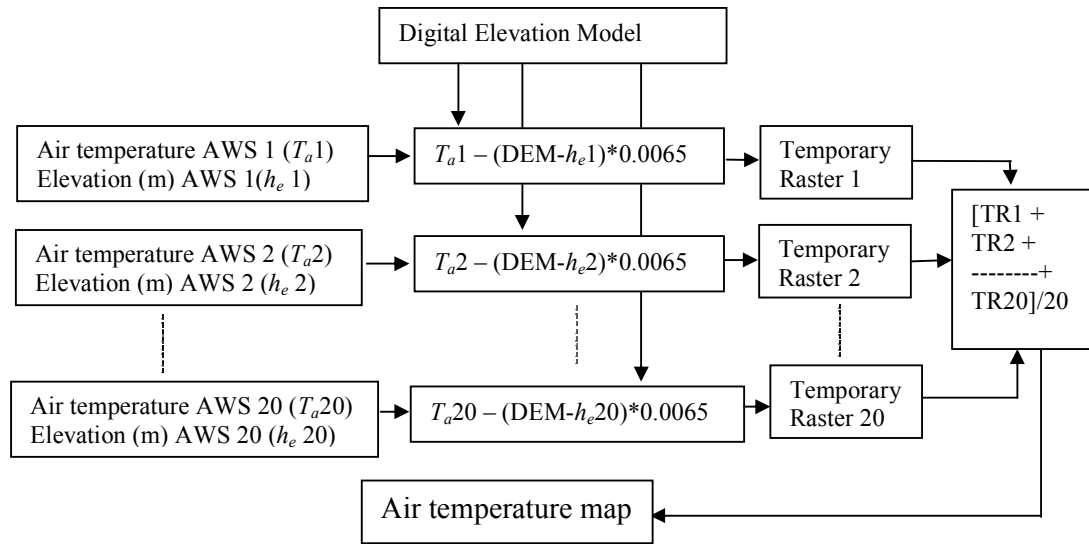 Digital Elevation Model
Air temperature AWS 1 (Ta1)
Elevation (m) AWS 1(he 1)
Ta1 – (DEM-he1)*0.0065
Temporary
Raster 1
[TR1 +
TR2 +
---------+
TR20]/20
Air temperature AWS 2 (Ta2)
Elevation (m) AWS 2 (he 2)
Ta2 – (DEM-he2)*0.0065
Temporary
Raster 2
Air temperature AWS 20 (Ta20)
Elevation (m) AWS 20 (he 20)
Ta20 – (DEM-he20)*0.0065
Temporary
Raster 20
Air temperature map